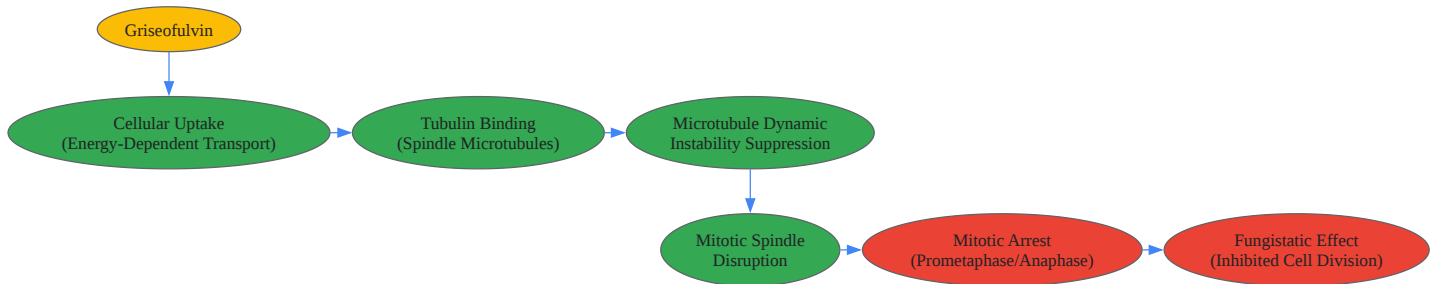 Griseofulvin
Cellular Uptake
(Energy-Dependent Transport)
Tubulin Binding
(Spindle Microtubules)
Microtubule Dynamic
Instability Suppression
Mitotic Spindle
Disruption
Mitotic Arrest
(Prometaphase/Anaphase)
Fungistatic Effect
(Inhibited Cell Division)